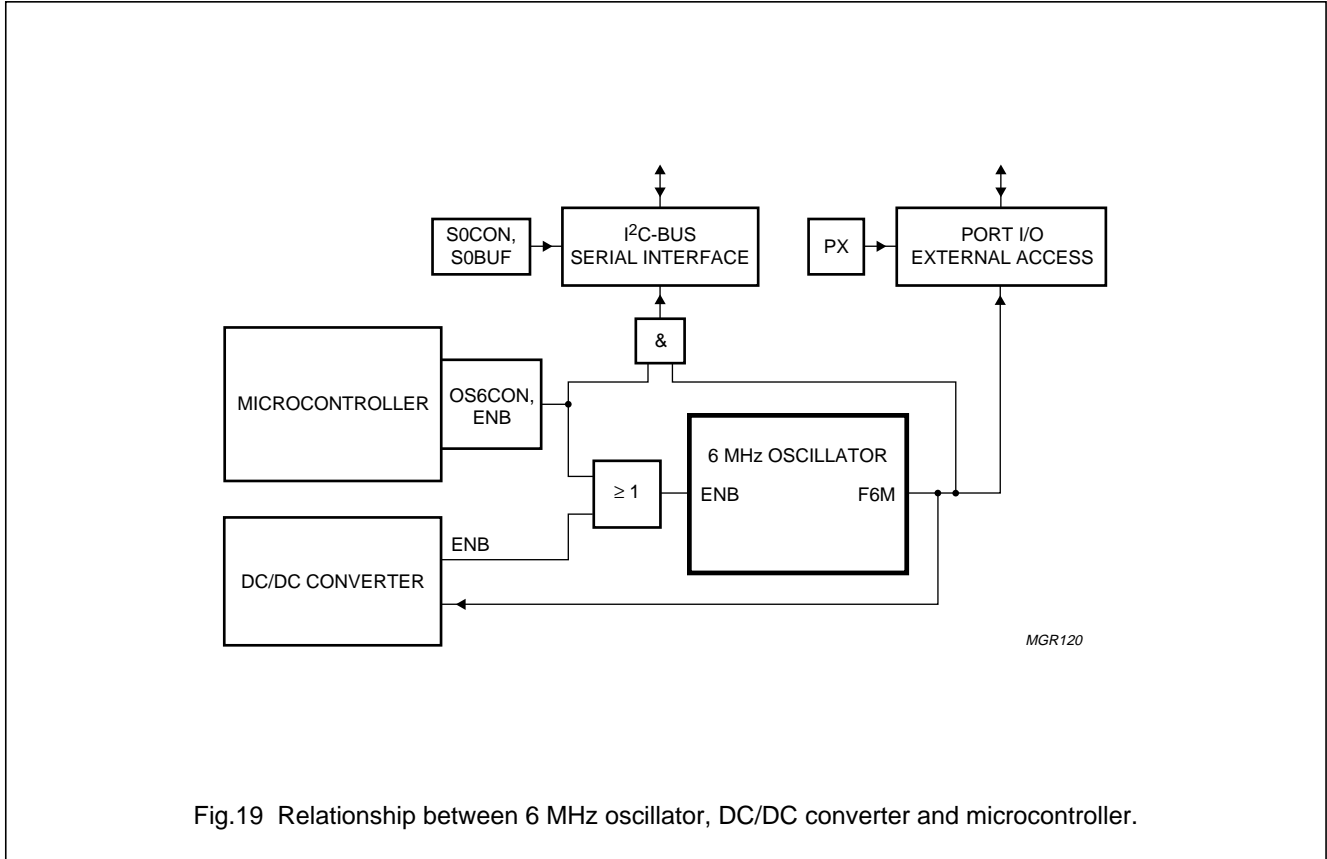 S0CON,
S0BUF
I2C-BUS
SERIAL INTERFACE
PX
PORT I/O
EXTERNAL ACCESS
&
MICROCONTROLLER
OS6CON,
ENB
6 MHz OSCILLATOR
≥ 1
ENB
F6M
ENB
DC/DC CONVERTER
MGR120
Fig.19 Relationship between 6 MHz oscillator, DC/DC converter and microcontroller.